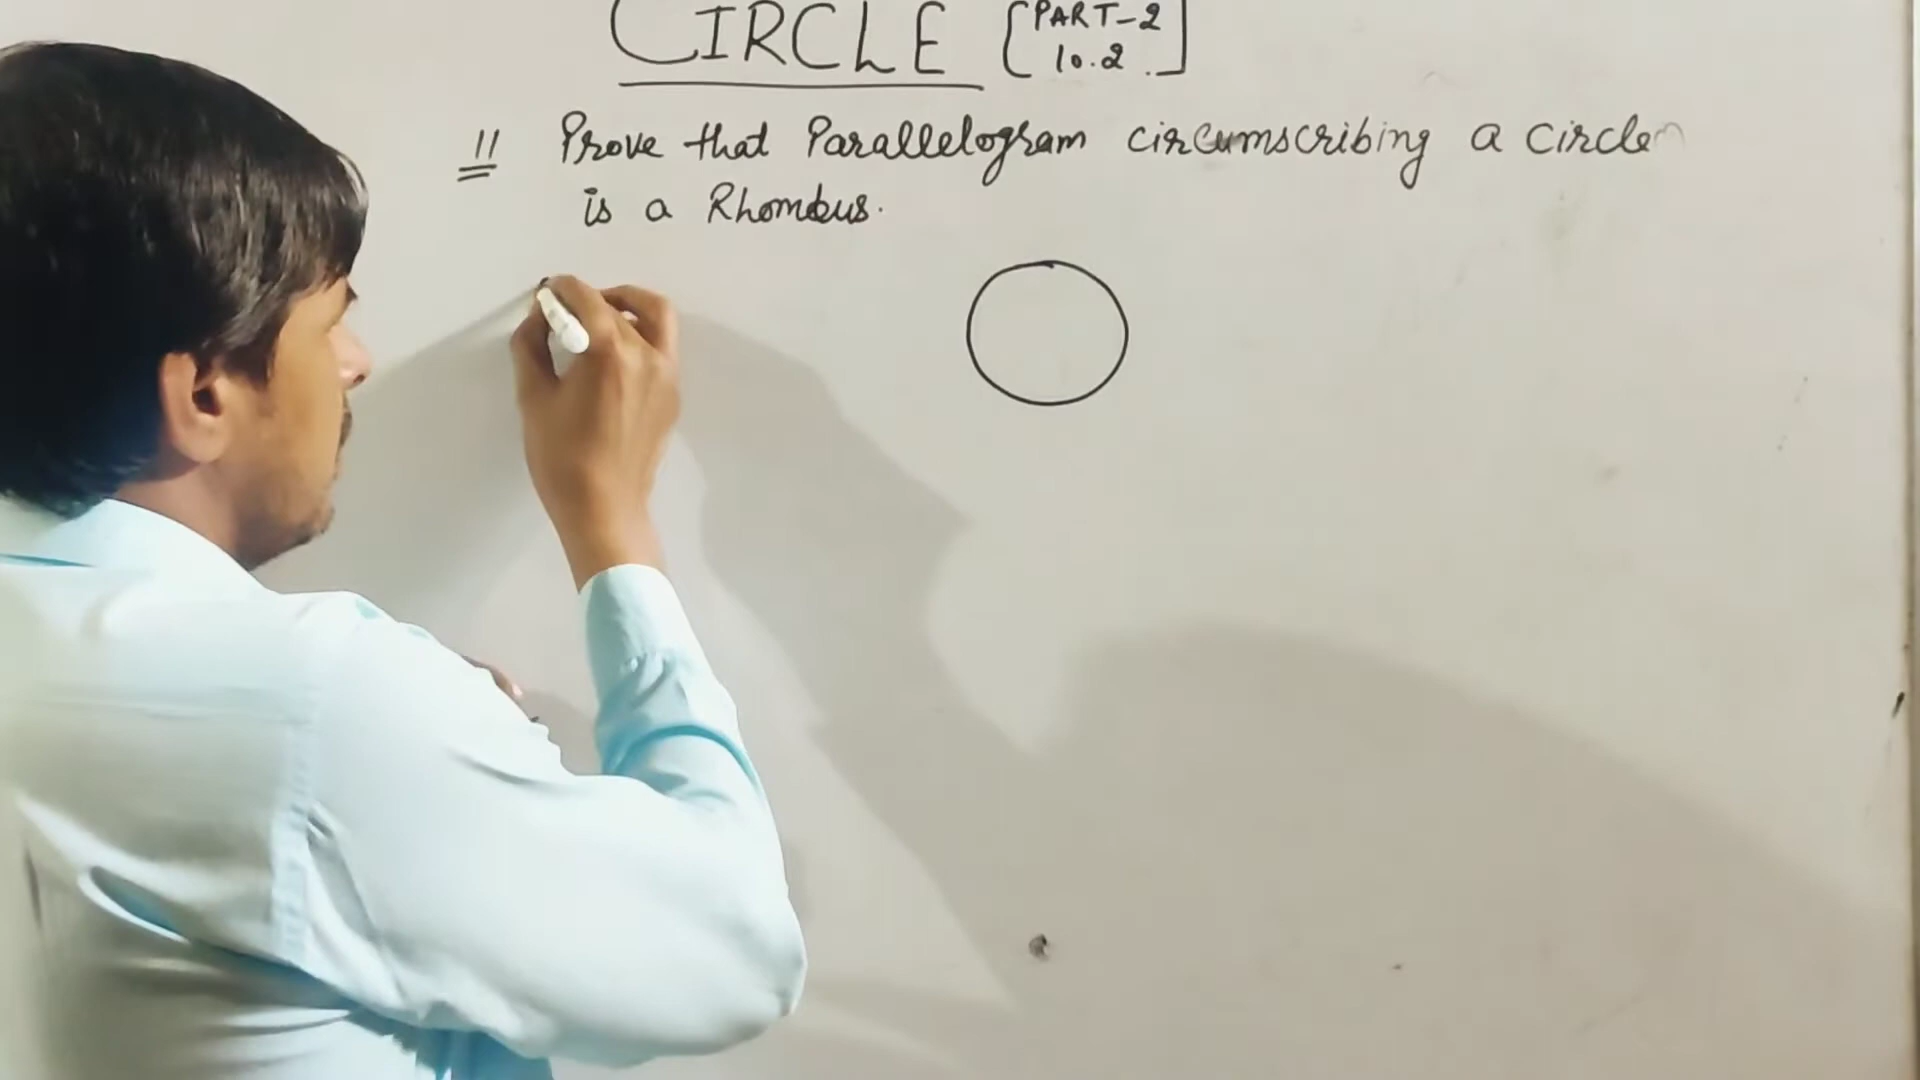 CIRCLE [PART-2
10.2.]
11 Prove that Parallelogram circumscribing a circle
is a Rhombus.